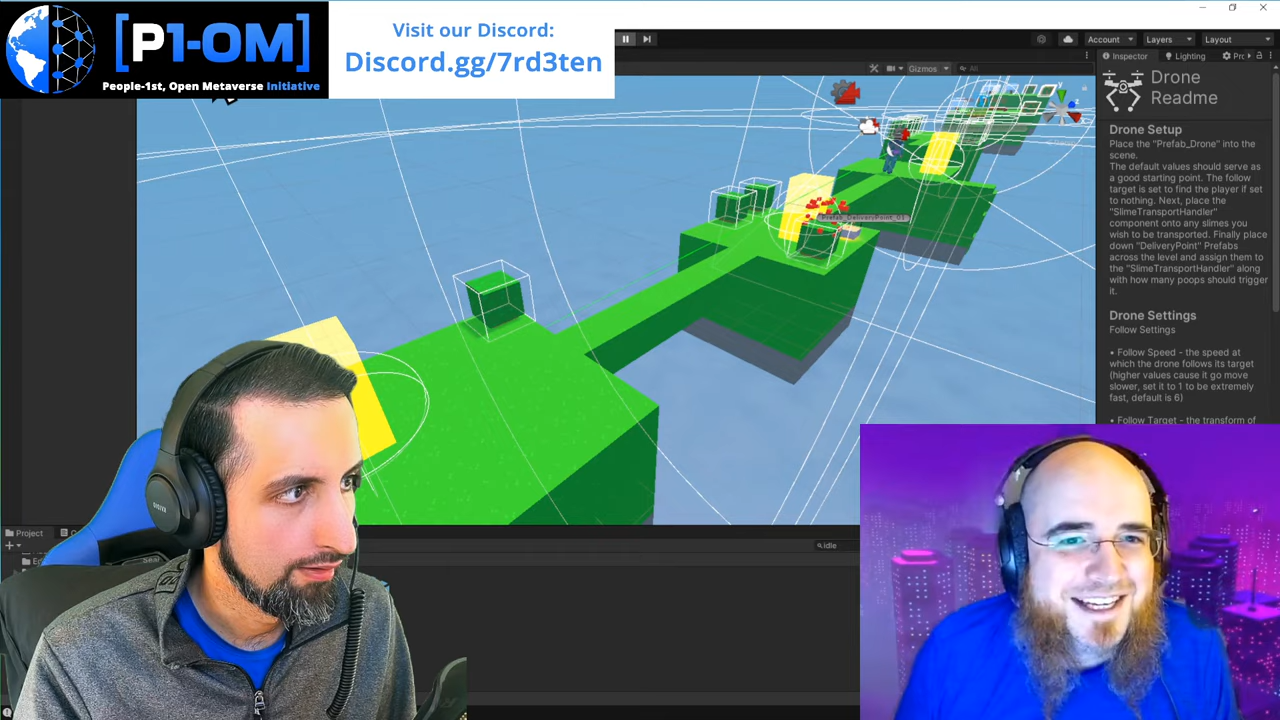 [P1-OM]
People-1st, Open Metaverse Initiative
Visit our Discord:
Discord.gg/7rd3ten
Account
Layers
Layout
Gizmos
All
Inspector
Lighting
Drone
Readme
Drone Setup
Place the "Prefab_Drone" into the
scene.
The default values should serve as
a good starting point. The follow
target is set to find the player if set
to nothing. Next, place the
"SlimeTransportHandler"
component onto any slimes you
wish to be transported. Finally place
down "DeliveryPoint" Prefabs
across the level and assign them to
the "SlimeTransportHandler" along
with how many poops should trigger
it.
Drone Settings
Follow Settings
• Follow Speed - the speed at
which the drone follows its target
(higher values cause it go move
slower, set it to 1 to be extremely
fast, default is 6)
• Follow Target - the transform of
Prefab_DeliveryPoint_01
Project
idle